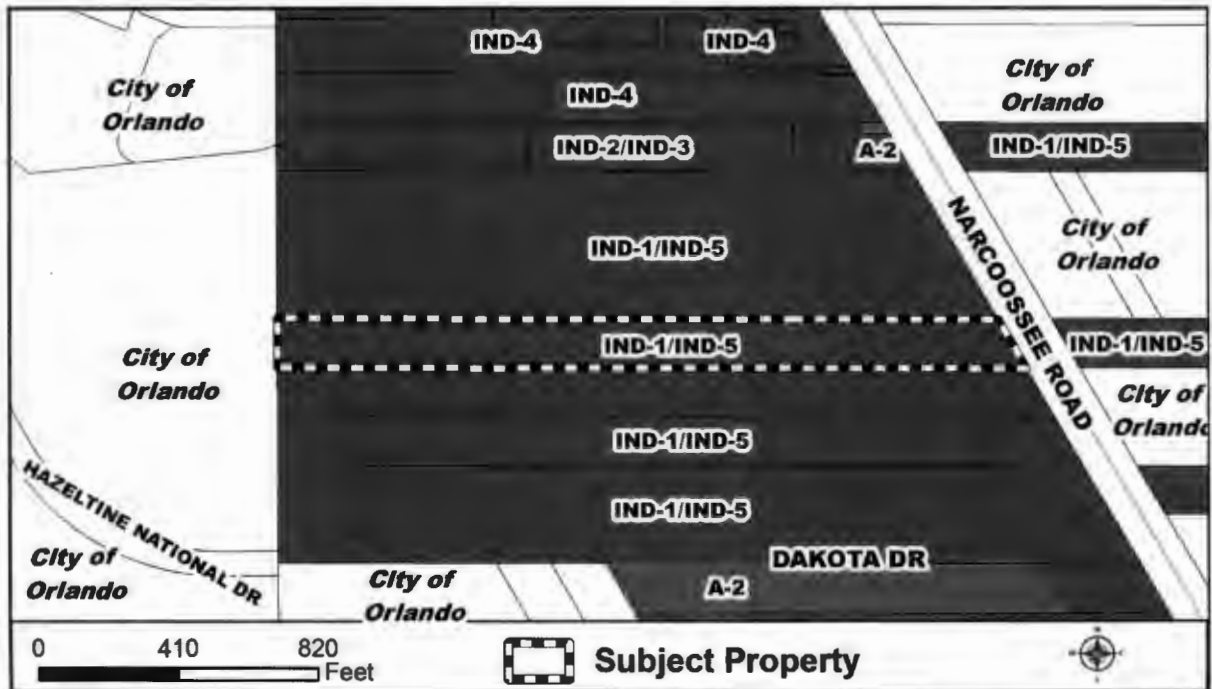 IND-4
IND-4
City of
Orlando
City of
Orlando
IND-4
IND-2/IND-3
A-2
IND-1/IND-5
NARCOOSSEE ROAD
IND-1/IND-5
City of
Orlando
IND-1/IND-5
IND-1/IND-5
City of
Orlando
City of
Orlando
IND-1/IND-5
HAZELTINE NATIONAL DR
IND-1/IND-5
City of
Orlando
DAKOTA DR
City of
Orlando
A-2
0 410 820
Feet
Subject Property